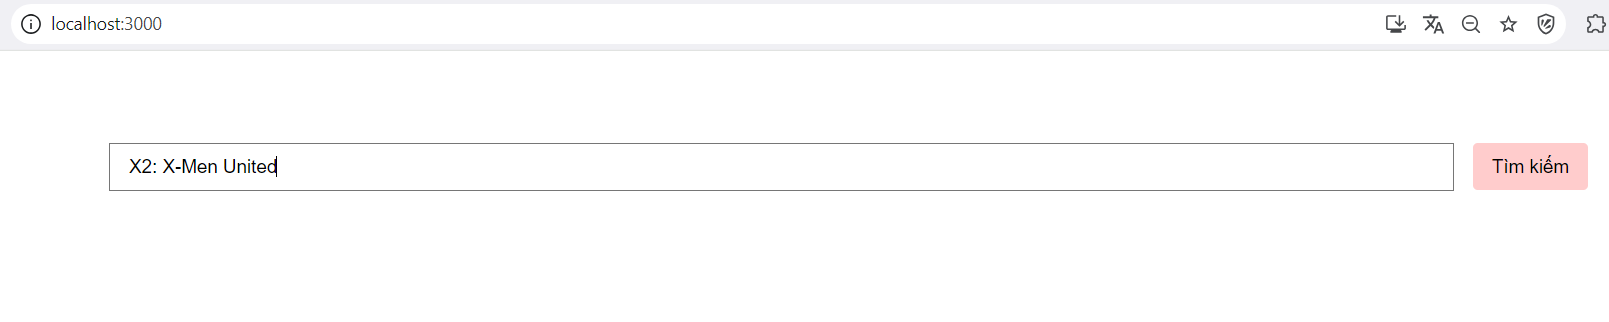 localhost:3000
X2: X-Men United
Tìm kiếm